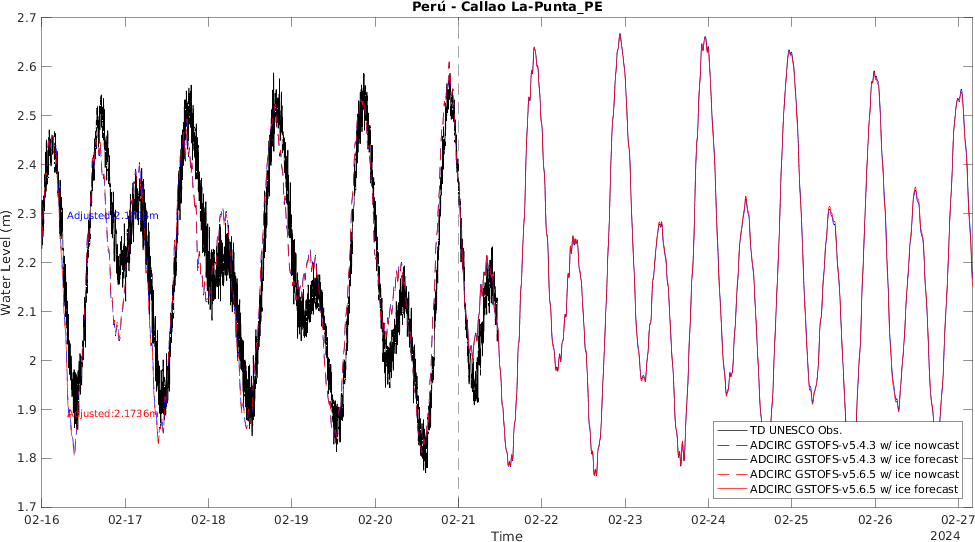 Perú - Callao La-Punta_PE
2.7
2.6
2.5
2.4
2.3
2.2
2.1
2
1.9
1.8
1.7
Water Level (m)
Adjusted:
Adjusted:2.1736m
TD UNESCO Obs.
ADCIRC GSTOFS-v5.4.3 w/ ice nowcast
ADCIRC GSTOFS-v5.4.3 w/ ice forecast
ADCIRC GSTOFS-v5.6.5 w/ ice nowcast
ADCIRC GSTOFS-v5.6.5 w/ ice forecast
02-16 02-17 02-18 02-19 02-20 02-21 02-22 02-23 02-24 02-25 02-26 02-27
Time
2024